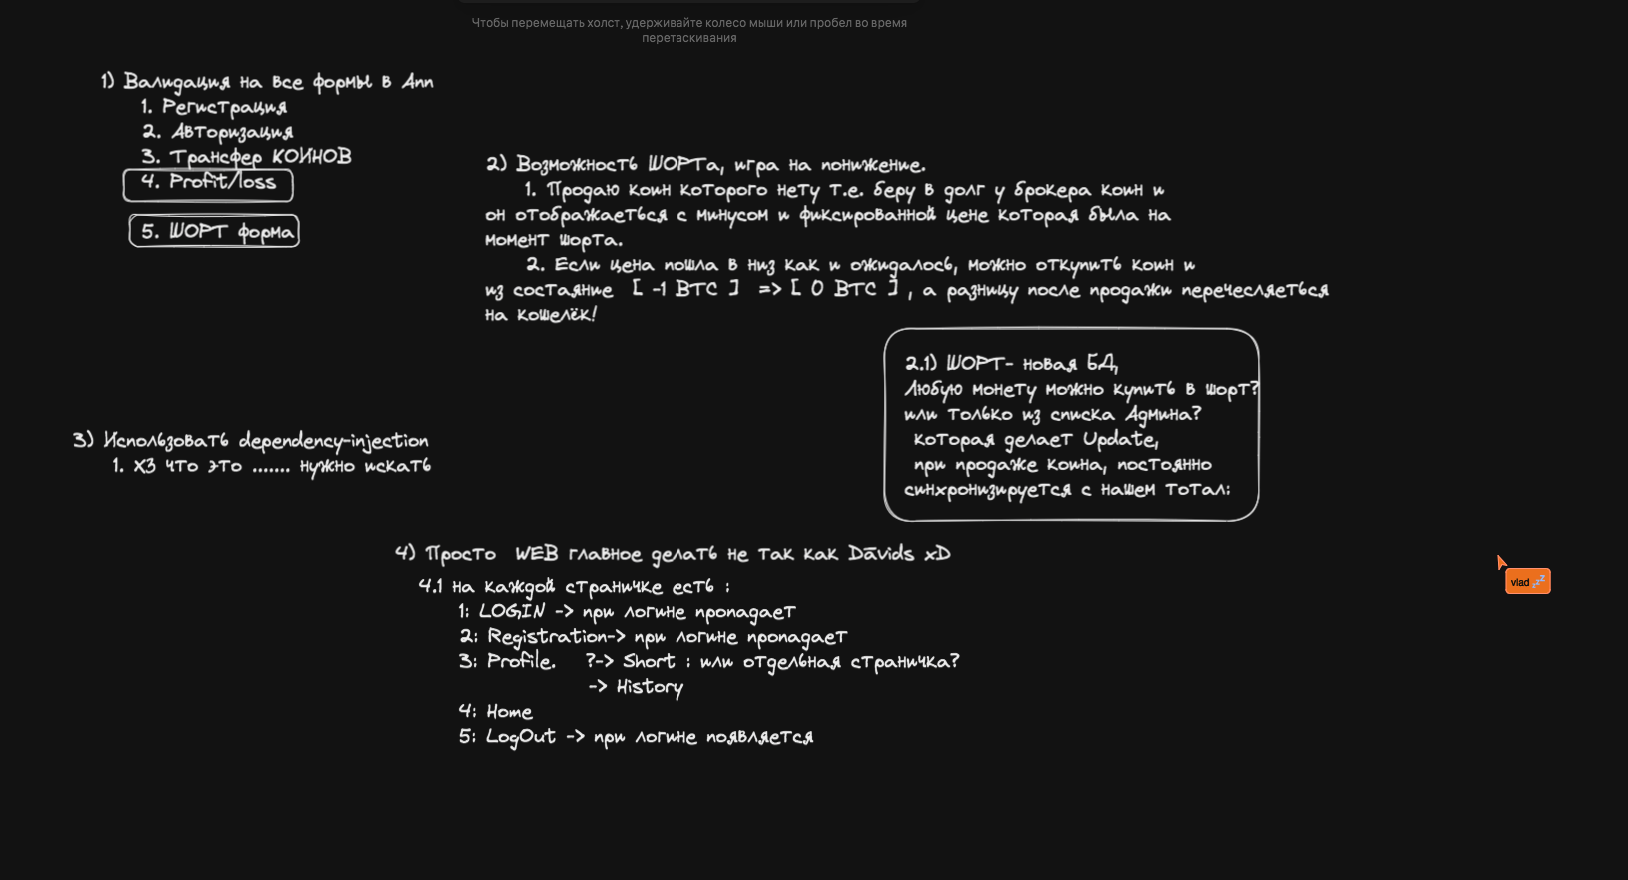 Чтобы перемещать холст, удерживайте колесо мыши или пробел во время
перетаскивания
1) Валидация на все формы в Апп
1. Регистрация
2. Авторизация
3. Трансфер КОИНОВ
4. Profit/loss
5. ШОРТ форма
2) Возможность ШОРТа, игра на понижение.
1. Продаю коин которого нету т.е. беру в долг у брокера коин и
он отображаеться с минусом и фиксированной цене которая была на
момент шорта.
2. Если цена пошла в низ как и ожидалось, можно откупить коин и
из состаяние [ -1 BTC ] => [ 0 BTC ] , а разницу после продажи перечесляеться
на кошелёк!
2.1) ШОРТ- новая БД,
Любую монету можно купить в шорт?
или только из списка Админа?
которая делает Update,
при продаже коина, постоянно
синхронизируется с нашем тотал:
3) Использовать dependency-injection
1. ХЗ что это ....... нужно искать
4) Просто WEB главное делать не так как Dāvids xD
4.1 на каждой страничке есть :
1: LOGIN -> при логине пропадает
2: Registration-> при логине пропадает
3: Profile. ?-> Short : или отдельная страничка?
-> History
4: Home
5: LogOut -> при логине появляется
vlad 💤